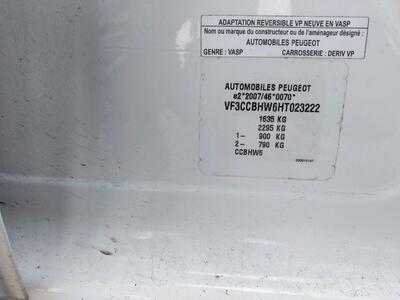 ADAPTATION REVERSIBLE VP NEUVE EN VASP
Nom ou marque du constructeur ou de l'aménageur désigné :
AUTOMOBILES PEUGEOT
GENRE : VASP CARROSSERIE : DERIV VP
AUTOMOBILES PEUGEOT
e2*2007/46*0070*
VF3CCBHW6HT023222
1635 KG
2295 KG
1- 900 KG
2- 790 KG
CCBHW6